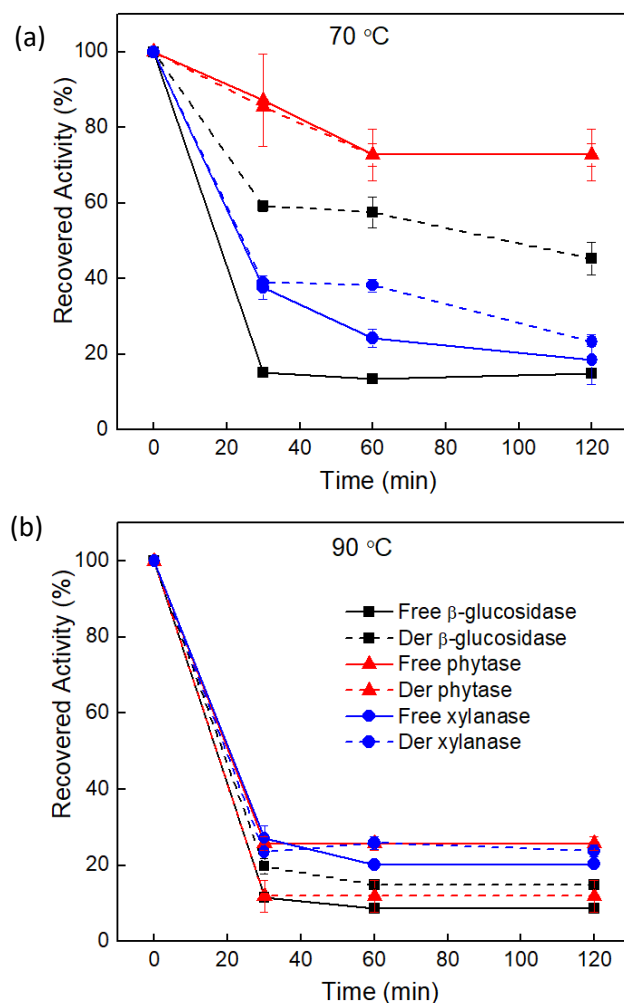 (a)
70 °C
Recovered Activity (%)
100
80
60
40
20
0
0 20 40 60 80 100 120
Time (min)
(b)
90 °C
Recovered Activity (%)
100
80
60
40
20
0
Free β-glucosidase
Der β-glucosidase
Free phytase
Der phytase
Free xylanase
Der xylanase
0 20 40 60 80 100 120
Time (min)